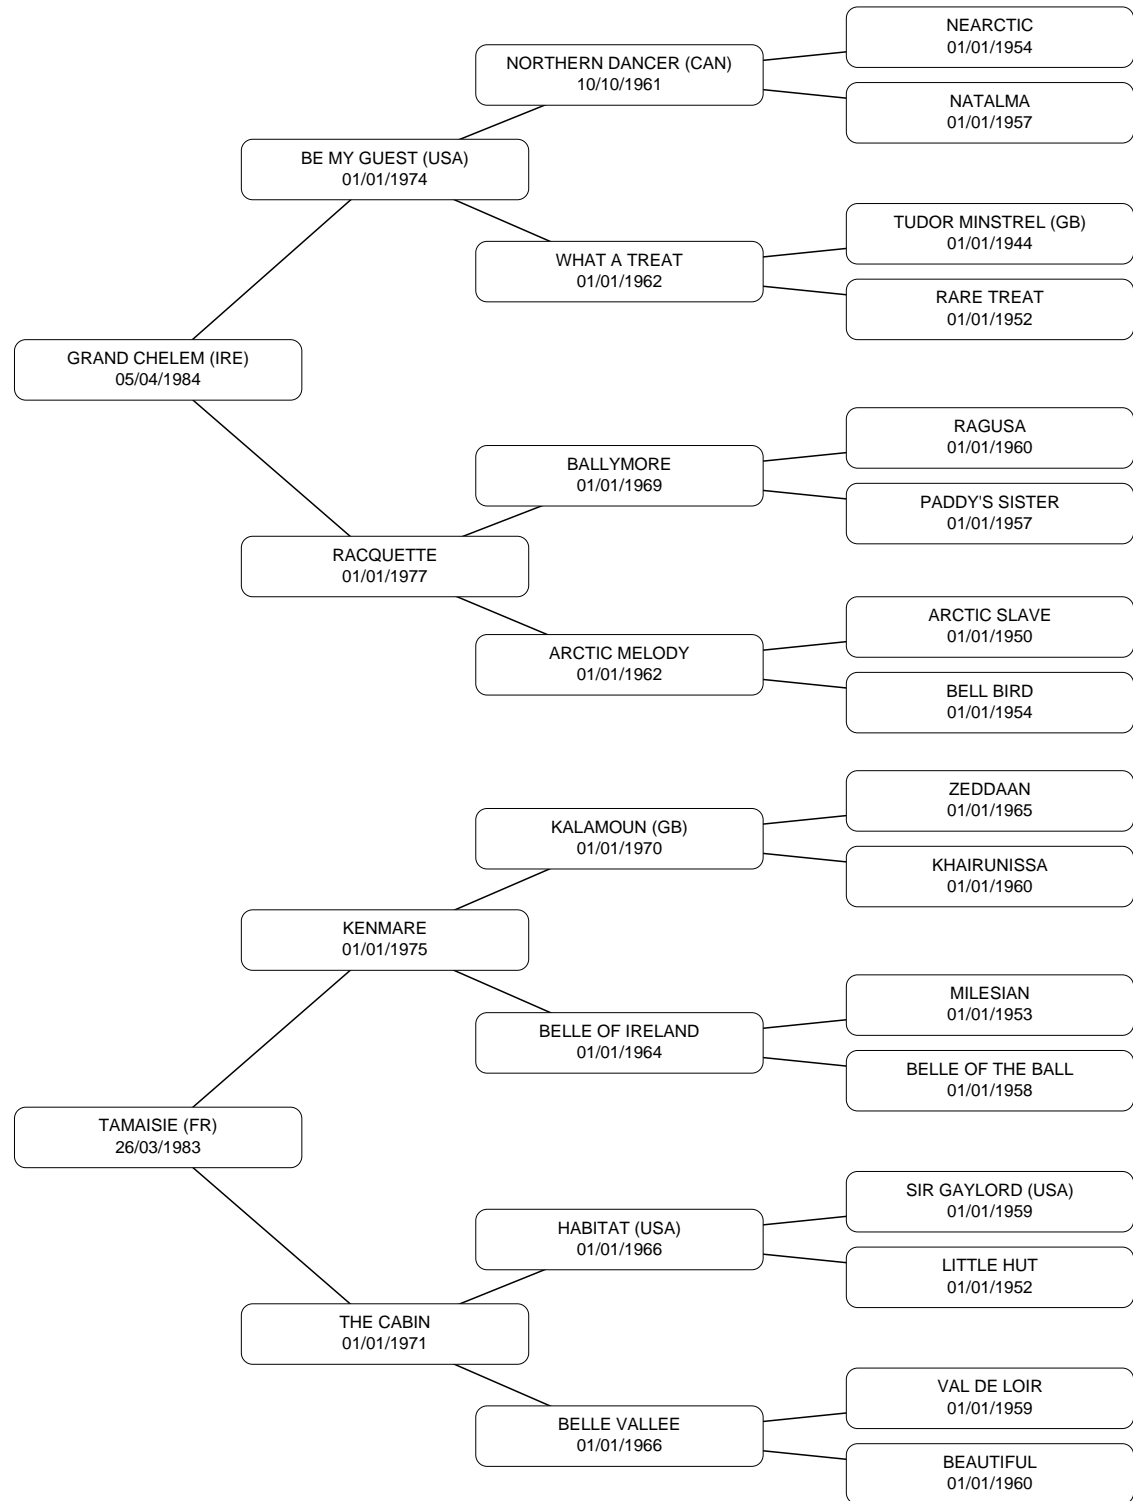 NEARCTIC
01/01/1954
NORTHERN DANCER (CAN)
10/10/1961
NATALMA
01/01/1957
BE MY GUEST (USA)
01/01/1974
TUDOR MINSTREL (GB)
01/01/1944
WHAT A TREAT
01/01/1962
RARE TREAT
01/01/1952
GRAND CHELEM (IRE)
05/04/1984
RAGUSA
01/01/1960
BALLYMORE
01/01/1969
PADDY'S SISTER
01/01/1957
RACQUETTE
01/01/1977
ARCTIC SLAVE
01/01/1950
ARCTIC MELODY
01/01/1962
BELL BIRD
01/01/1954
ZEDDAAN
01/01/1965
KALAMOUN (GB)
01/01/1970
KHAIRUNISSA
01/01/1960
KENMARE
01/01/1975
MILESIAN
01/01/1953
BELLE OF IRELAND
01/01/1964
BELLE OF THE BALL
01/01/1958
TAMAISIE (FR)
26/03/1983
SIR GAYLORD (USA)
01/01/1959
HABITAT (USA)
01/01/1966
LITTLE HUT
01/01/1952
THE CABIN
01/01/1971
VAL DE LOIR
01/01/1959
BELLE VALLEE
01/01/1966
BEAUTIFUL
01/01/1960